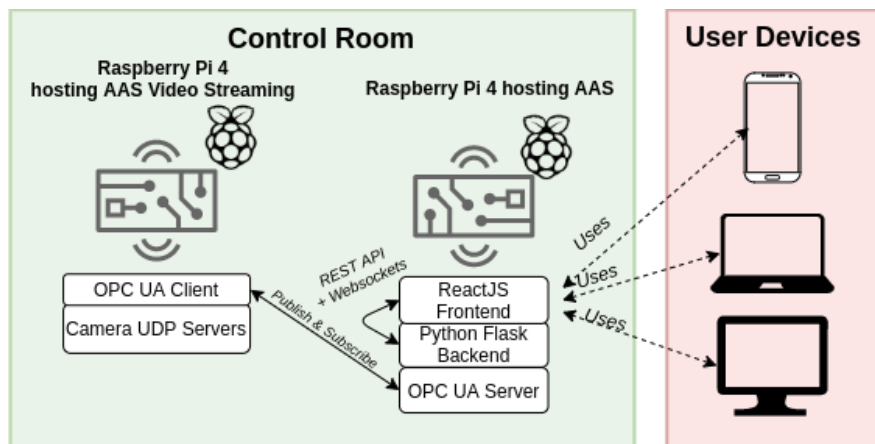 Control Room
Raspberry Pi 4
hosting AAS Video Streaming
Raspberry Pi 4 hosting AAS
OPC UA Client
Camera UDP Servers
Publish & Subscribe
REST API
+ Websockets
ReactJS
Frontend
Python Flask
Backend
OPC UA Server
User Devices
Uses
Uses
Uses